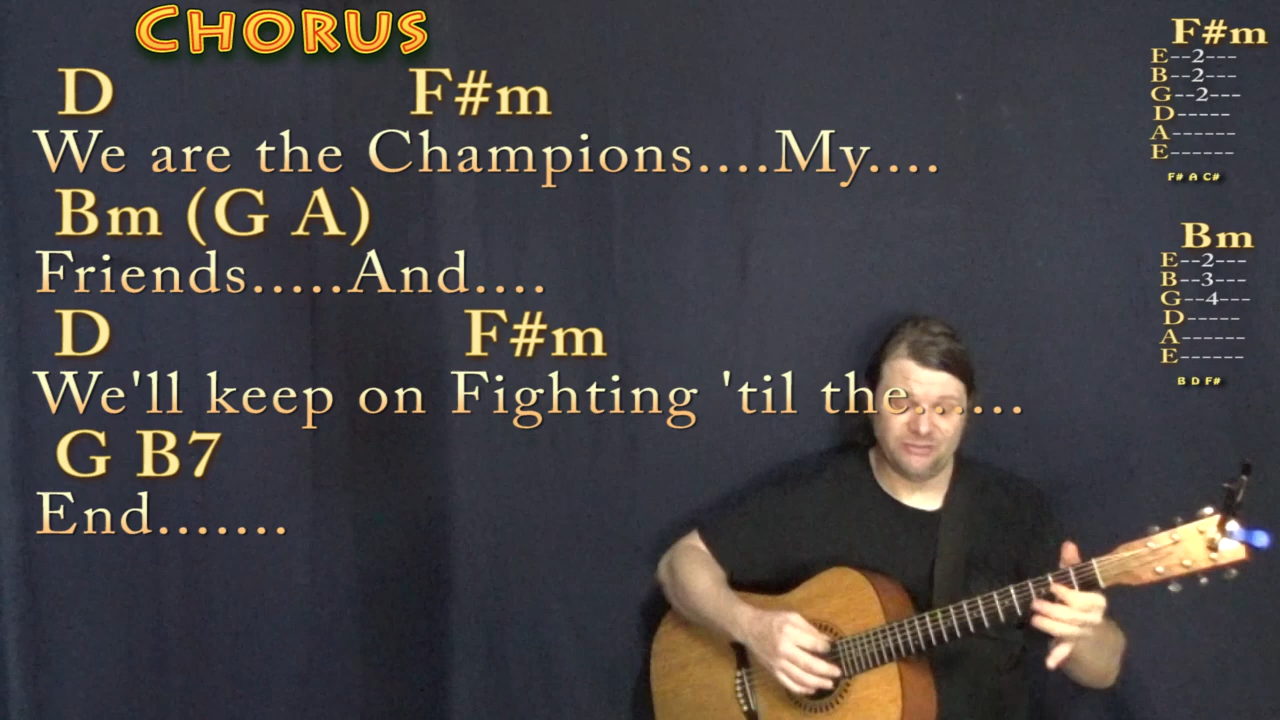 CHORUS
D F#m
We are the Champions....My....
Bm (G A)
Friends.....And....
D F#m
We'll keep on Fighting 'til the......
G B7
End.......
F#m
E--2---
B--2---
G--2---
D-----
A------
E------
F# A C#
Bm
E--2---
B--3---
G--4---
D-----
A------
E------
B D F#